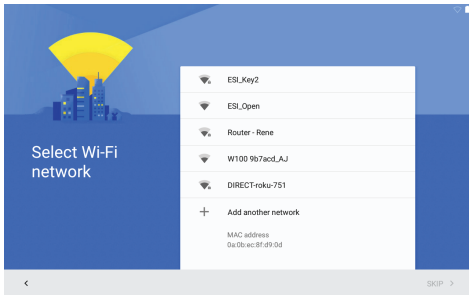 Select Wi-Fi
network
ESI_Key2
ESI_Open
Router - Rene
W100 9b7acd_AJ
DIRECT-roku-751
Add another network
MAC address
0a:0b:ec:8f:d9:0d
SKIP